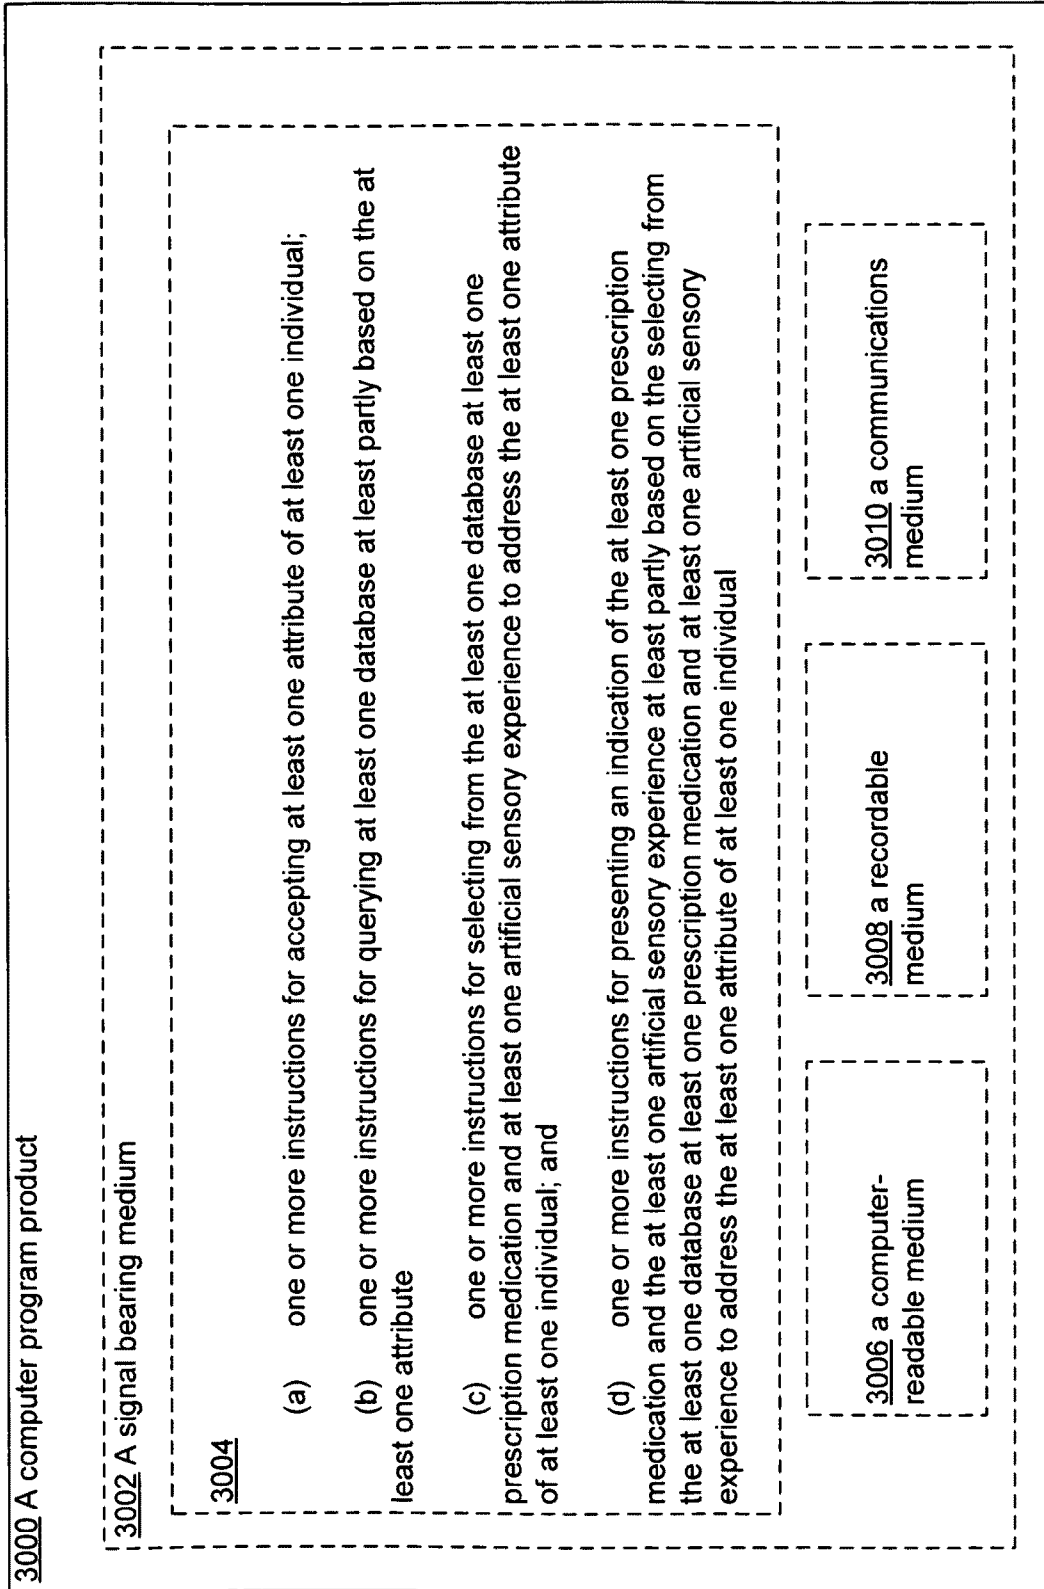 3000 A computer program product
3002 A signal bearing medium
3004
(a) one or more instructions for accepting at least one attribute of at least one individual;
(b) one or more instructions for querying at least one database at least partly based on the at
least one attribute
(c) one or more instructions for selecting from the at least one database at least one
prescription medication and at least one artificial sensory experience to address the at least one attribute
of at least one individual; and
(d) one or more instructions for presenting an indication of the at least one prescription
medication and the at least one artificial sensory experience at least partly based on the selecting from
the at least one database at least one prescription medication and at least one artificial sensory
experience to address the at least one attribute of at least one individual
3006 a computer-
readable medium
3008 a recordable
medium
3010 a communications
medium